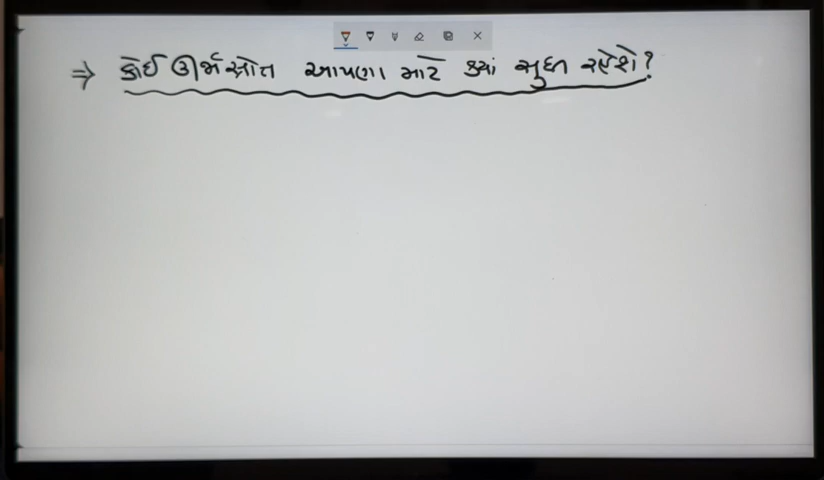 ⇒ કોઈ ઊર્જાસ્ત્રોત આપણા માટે ક્યાં સુધી રહેશે?